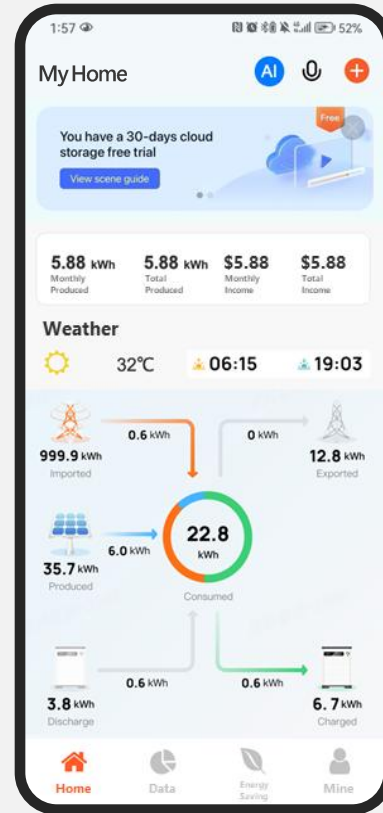 1:57
52%
My Home
AI
Free
You have a 30-days cloud
storage free trial
View scene guide
5.88 kWh
Monthly
Produced
5.88 kWh
Total
Produced
$5.88
Monthly
Income
$5.88
Total
Income
Weather
32℃
06:15
19:03
0.6 kWh
0 kWh
999.9 kWh
Imported
12.8 kWh
Exported
22.8
kWh
Consumed
6.0 kWh
35.7 kWh
Produced
0.6 kWh
0.6 kWh
3.8 kWh
Discharge
6.7 kWh
Charged
Home
Data
Energy
Saving
Mine